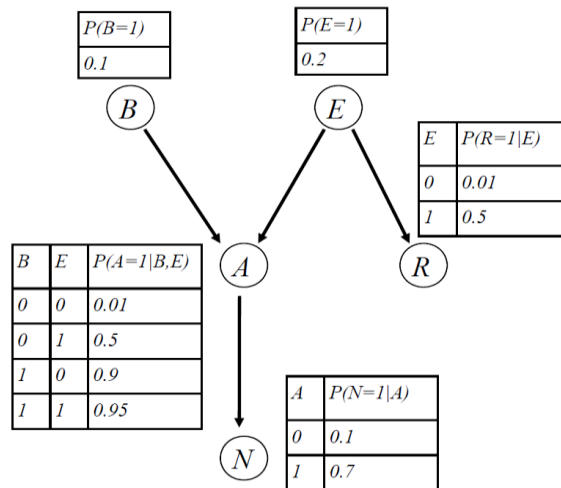 P(B=1)
0.1
P(E=1)
0.2
B
E
E P(R=1|E)
0 0.01
1 0.5
B E P(A=1|B,E)
0 0 0.01
0 1 0.5
1 0 0.9
1 1 0.95
A
R
A P(N=1|A)
0 0.1
1 0.7
N